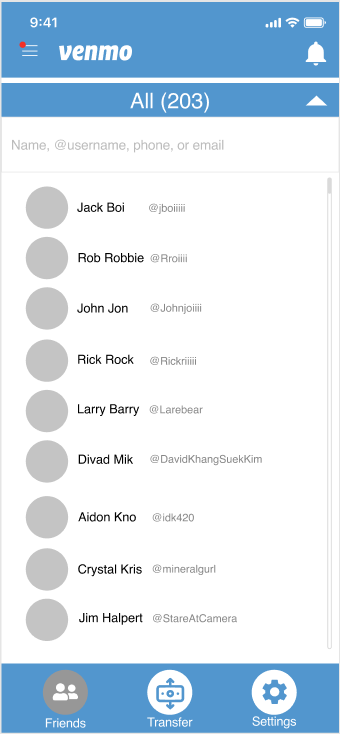 9:41
venmo
All (203)
Name, @username, phone, or email
Jack Boi @jboiiiii
Rob Robbie @Rroiiii
John Jon @Johnjoiiii
Rick Rock @Rickriiiii
Larry Barry @Larebear
Divad Mik @DavidKhangSuekKim
Aidon Kno @idk420
Crystal Kris @mineralgurl
Jim Halpert @StareAtCamera
Friends Transfer Settings